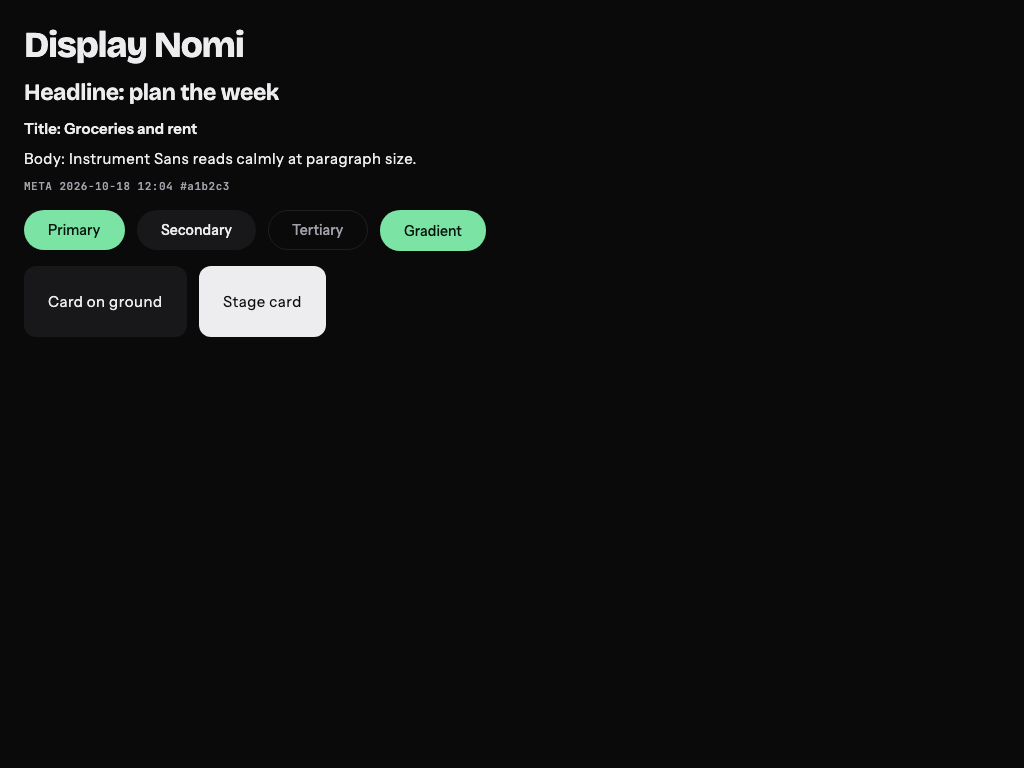 Display Nomi
Headline: plan the week
Title: Groceries and rent
Body: Instrument Sans reads calmly at paragraph size.
META 2026-10-18 12:04 #a1b2c3
Primary Secondary Tertiary Gradient
Card on ground Stage card